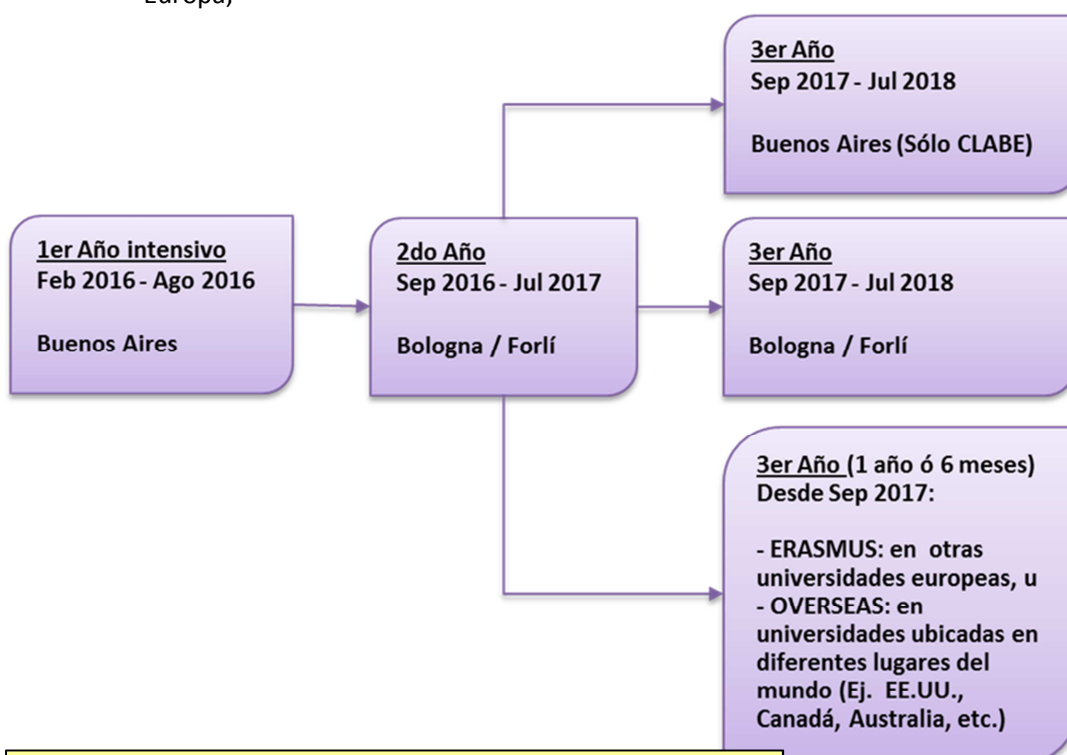 Europa,
1er Año intensivo
Feb 2016 - Ago 2016
Buenos Aires
2do Año
Sep 2016 - Jul 2017
Bologna / Forlí
3er Año
Sep 2017 - Jul 2018
Buenos Aires (Sólo CLABE)
3er Año
Sep 2017 - Jul 2018
Bologna / Forlí
3er Año (1 año ó 6 meses)
Desde Sep 2017:
- ERASMUS: en otras
universidades europeas, u
- OVERSEAS: en
universidades ubicadas en
diferentes lugares del
mundo (Ej. EE.UU.,
Canadá, Australia, etc.)